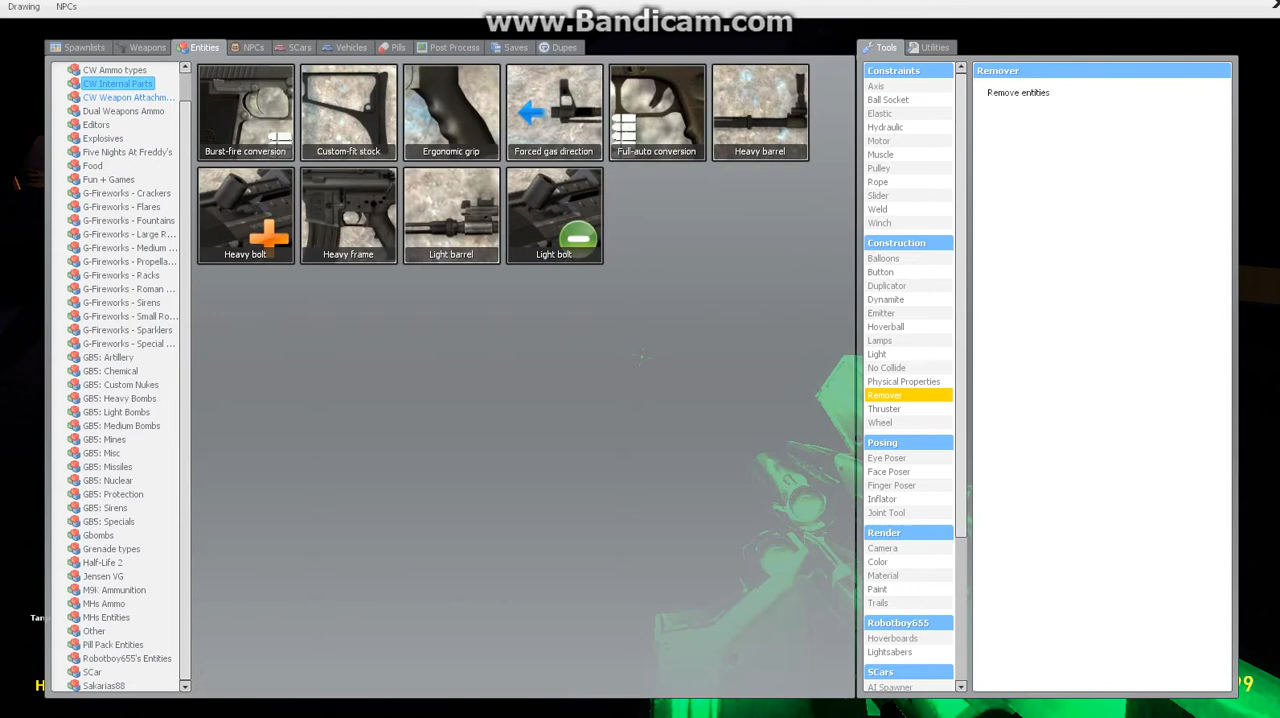 Drawing NPCs
www.Bandicam.com
Spawnlists Weapons Entities NPCs SCars Vehicles Pills Post Process Saves Dupes
Tools Utilities
CW Ammo types
CW Internal Parts
CW Weapon Attachm...
Dual Weapons Ammo
Editors
Explosives
Five Nights At Freddy's
Food
Fun + Games
G-Fireworks - Crackers
G-Fireworks - Flares
G-Fireworks - Fountains
G-Fireworks - Large R...
G-Fireworks - Medium ...
G-Fireworks - Propella...
G-Fireworks - Racks
G-Fireworks - Roman ...
G-Fireworks - Sirens
G-Fireworks - Small Ro...
G-Fireworks - Sparklers
G-Fireworks - Special ...
GB5: Artillery
GB5: Chemical
GB5: Custom Nukes
GB5: Heavy Bombs
GB5: Light Bombs
GB5: Medium Bombs
GB5: Mines
GB5: Misc
GB5: Missiles
GB5: Nuclear
GB5: Protection
GB5: Sirens
GB5: Specials
Gbombs
Grenade types
Half-Life 2
Jensen VG
M9K Ammunition
MHs Ammo
MHs Entities
Other
Pill Pack Entities
Robotboy655's Entities
SCar
Sakarias88
Burst-fire conversion Custom-fit stock Ergonomic grip Forced gas direction Full-auto conversion Heavy barrel
Heavy bolt Heavy frame Light barrel Light bolt
Constraints
Axis
Ball Socket
Elastic
Hydraulic
Motor
Muscle
Pulley
Rope
Slider
Weld
Winch
Construction
Balloons
Button
Duplicator
Dynamite
Emitter
Hoverball
Lamps
Light
No Collide
Physical Properties
Remover
Thruster
Wheel
Posing
Eye Poser
Face Poser
Finger Poser
Inflator
Joint Tool
Render
Camera
Color
Material
Paint
Trails
Robotboy655
Hoverboards
Lightsabers
SCars
AI Spawner
Remover
Remove entities
Tan
H
99